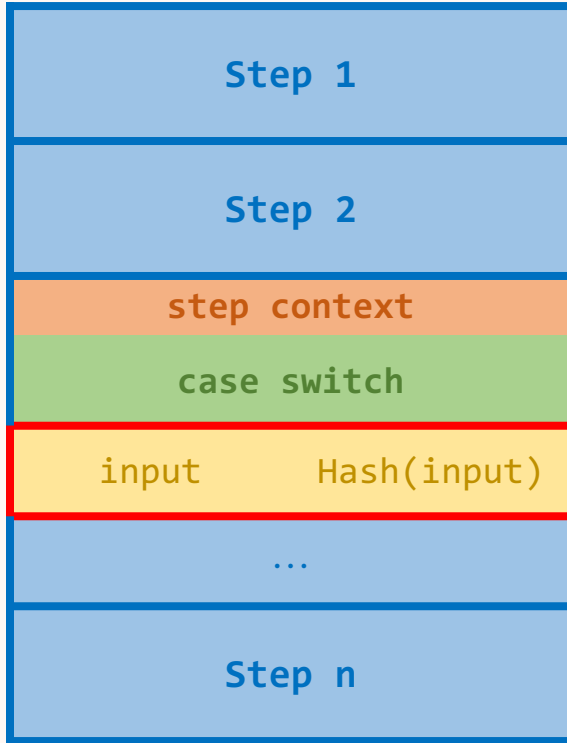 Step 1
Step 2
step context
case switch
input Hash(input)
...
Step n